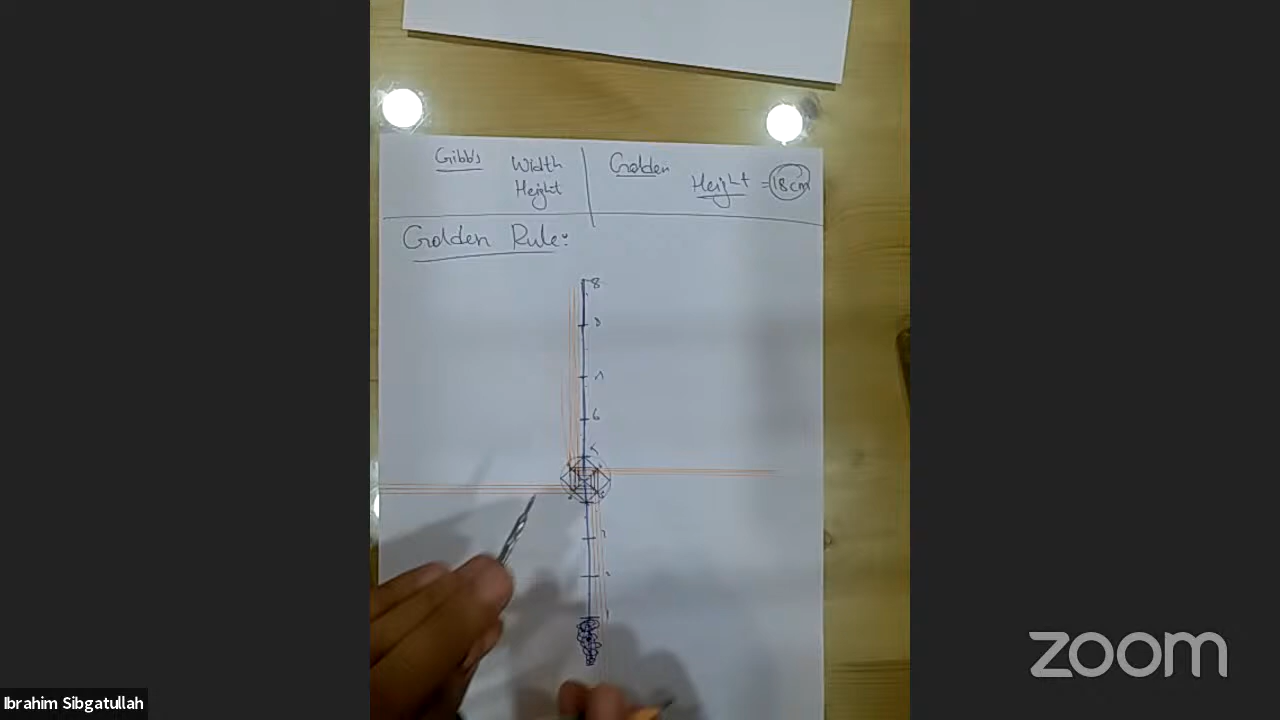 Gibbs Width
Height
Golden
Height = 18cm
Golden Rule:
8
6
zoom
Ibrahim Sibgatullah